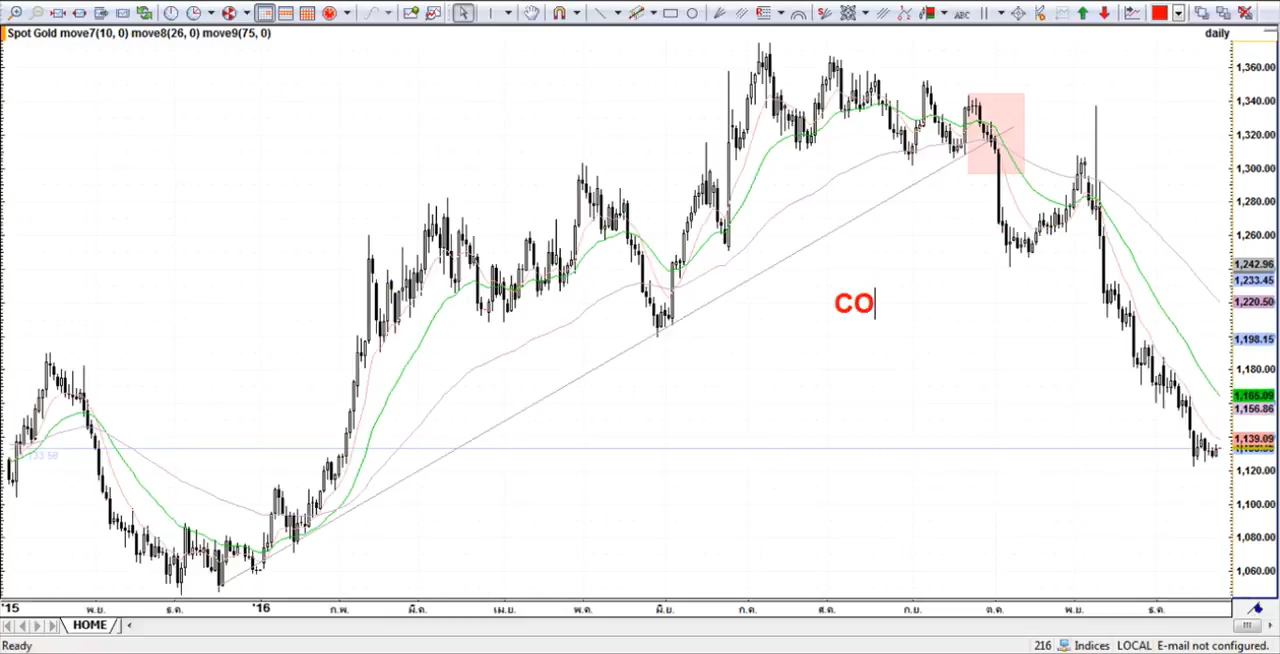 Spot Gold move7(10, 0) move8(26, 0) move9(75, 0)
daily
ABC
1,360.00
1,340.00
1,320.00
1,300.00
1,280.00
1,260.00
1,242.96
1,233.45
1,220.50
CO
1,198.15
1,180.00
1,165.09
1,156.86
1,139.09
133.58
1,120.00
1,100.00
1,080.00
1,060.00
'15 พ.ย. ธ.ค. '16 ก.พ. มี.ค. เม.ย. พ.ค. มิ.ย. ก.ค. ส.ค. ก.ย. ต.ค. พ.ย. ธ.ค.
HOME
Ready
216 Indices LOCAL E-mail not configured.